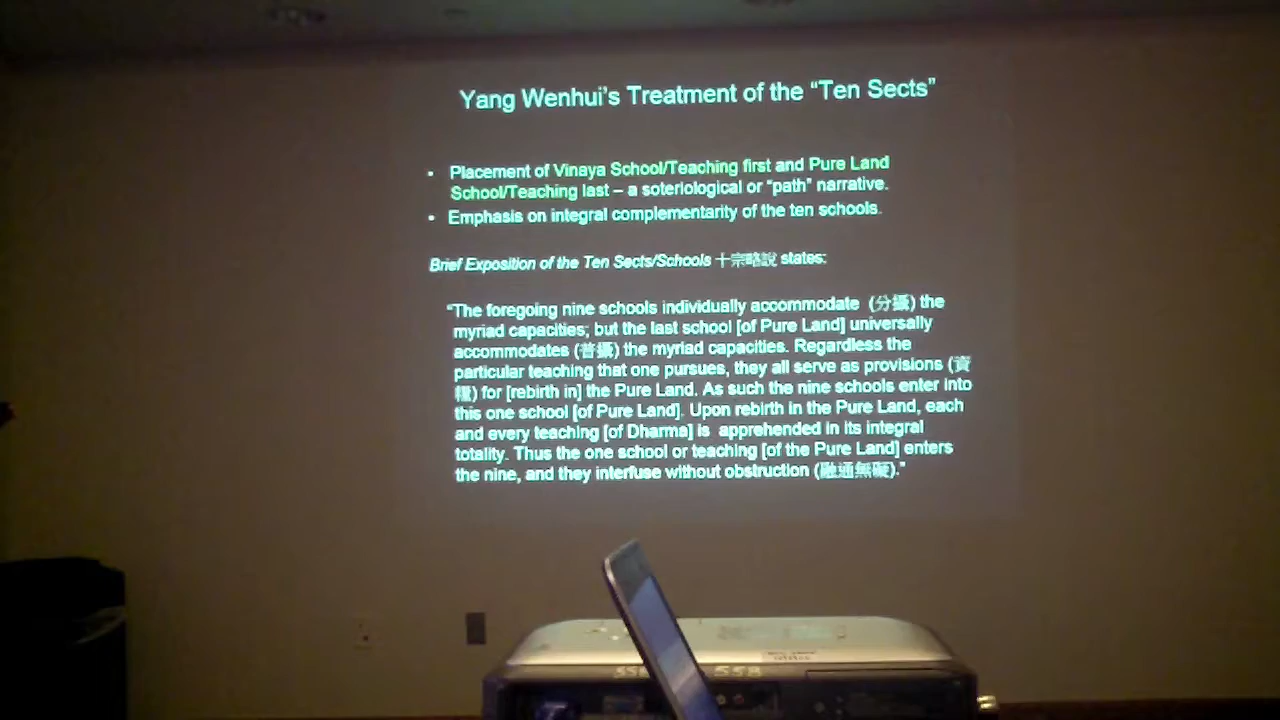 Yang Wenhui's Treatment of the “Ten Sects”
• Placement of Vinaya School/Teaching first and Pure Land
School/Teaching last – a soteriological or “path” narrative.
• Emphasis on integral complementarity of the ten schools.
Brief Exposition of the Ten Sects/Schools 十宗略說 states:
“The foregoing nine schools individually accommodate (分攝) the
myriad capacities; but the last school [of Pure Land] universally
accommodates (普攝) the myriad capacities. Regardless the
particular teaching that one pursues, they all serve as provisions (資
糧) for [rebirth in] the Pure Land. As such the nine schools enter into
this one school [of Pure Land]. Upon rebirth in the Pure Land, each
and every teaching [of Dharma] is apprehended in its integral
totality. Thus the one school or teaching [of the Pure Land] enters
the nine, and they interfuse without obstruction (融通無礙).”
558